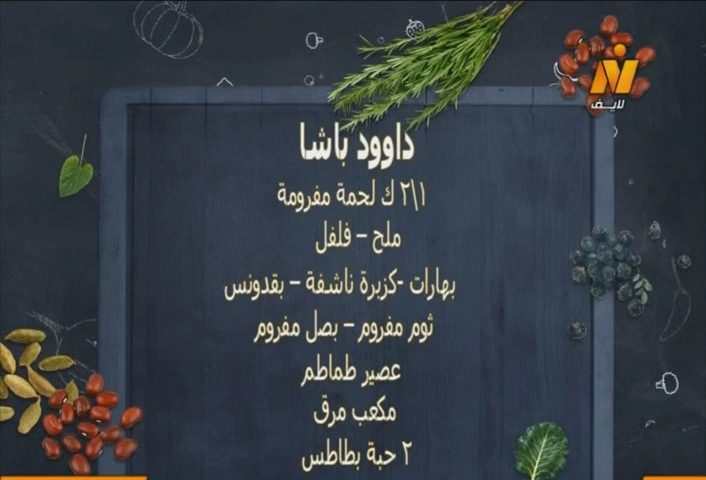 لايف
داوود باشا
١\٢ ك لحمة مفرومة
ملح – فلفل
بهارات -كزبرة ناشفة – بقدونس
ثوم مفروم – بصل مفروم
عصير طماطم
مكعب مرق
٢ حبة بطاطس